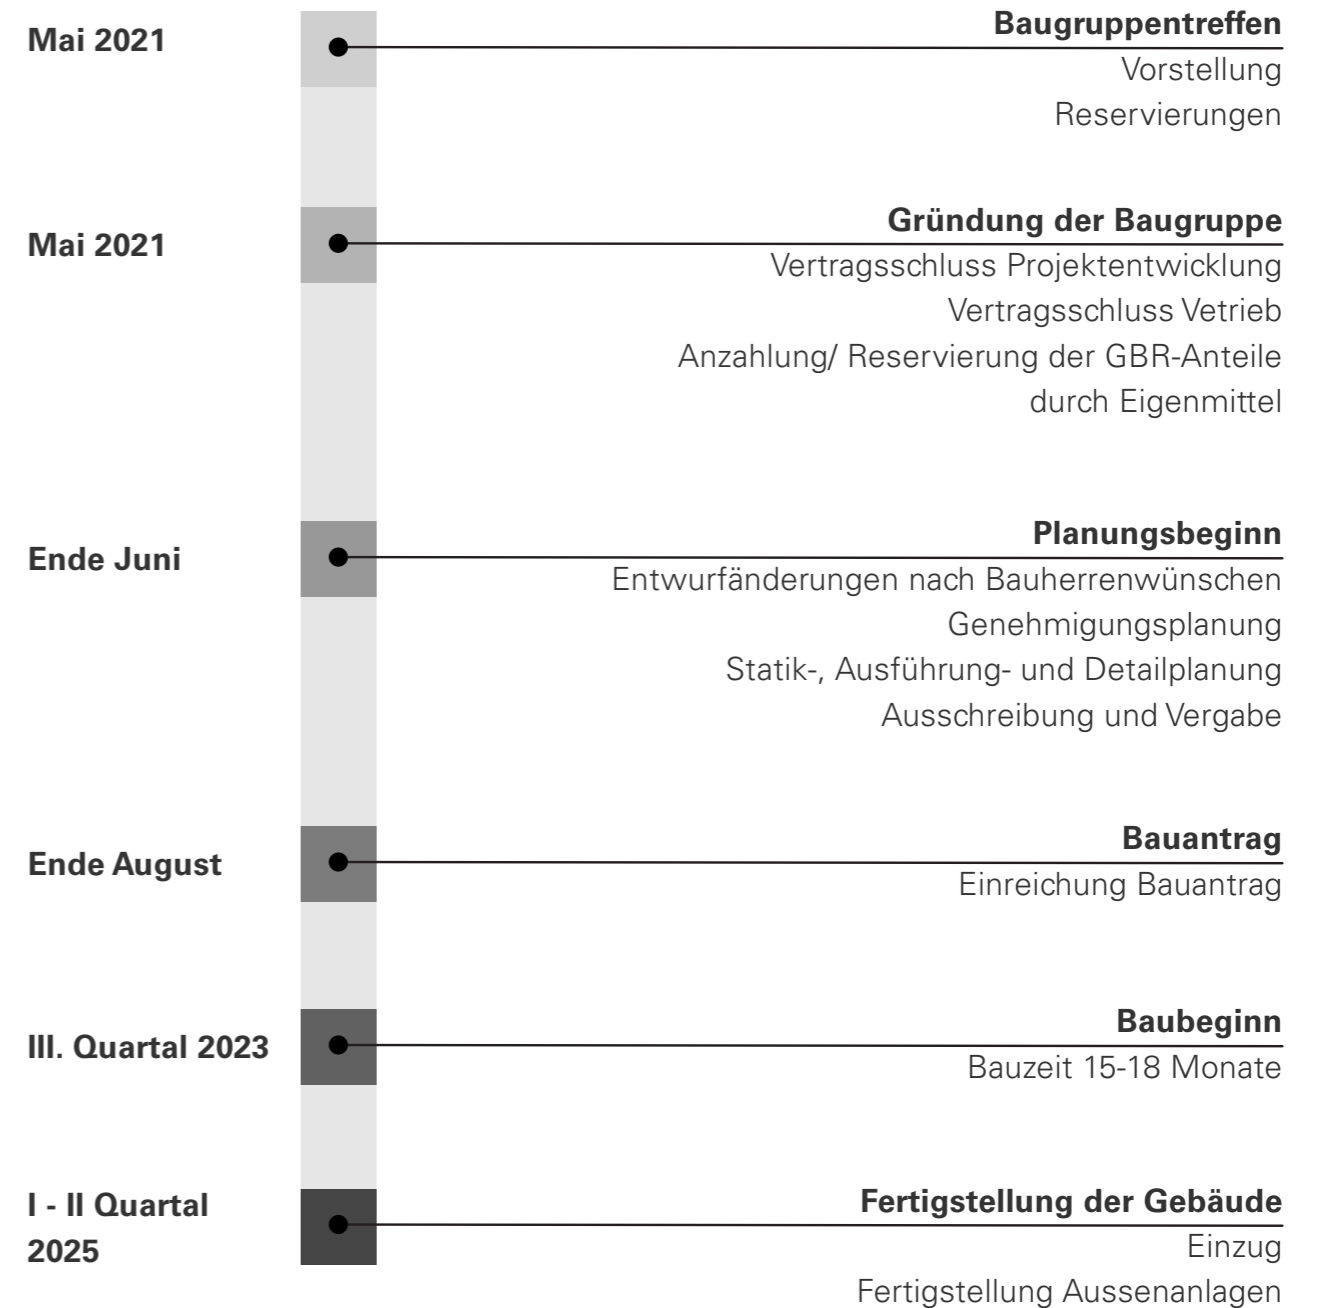 Mai 2021
Baugruppentreffen
Vorstellung
Reservierungen
Mai 2021
Gründung der Baugruppe
Vertragsschluss Projektentwicklung
Vertragsschluss Vetrieb
Anzahlung/ Reservierung der GBR-Anteile
durch Eigenmittel
Ende Juni
Planungsbeginn
Entwurfänderungen nach Bauherrenwünschen
Genehmigungsplanung
Statik-, Ausführung- und Detailplanung
Ausschreibung und Vergabe
Ende August
Bauantrag
Einreichung Bauantrag
III. Quartal 2023
Baubeginn
Bauzeit 15-18 Monate
I - II Quartal
2025
Fertigstellung der Gebäude
Einzug
Fertigstellung Aussenanlagen